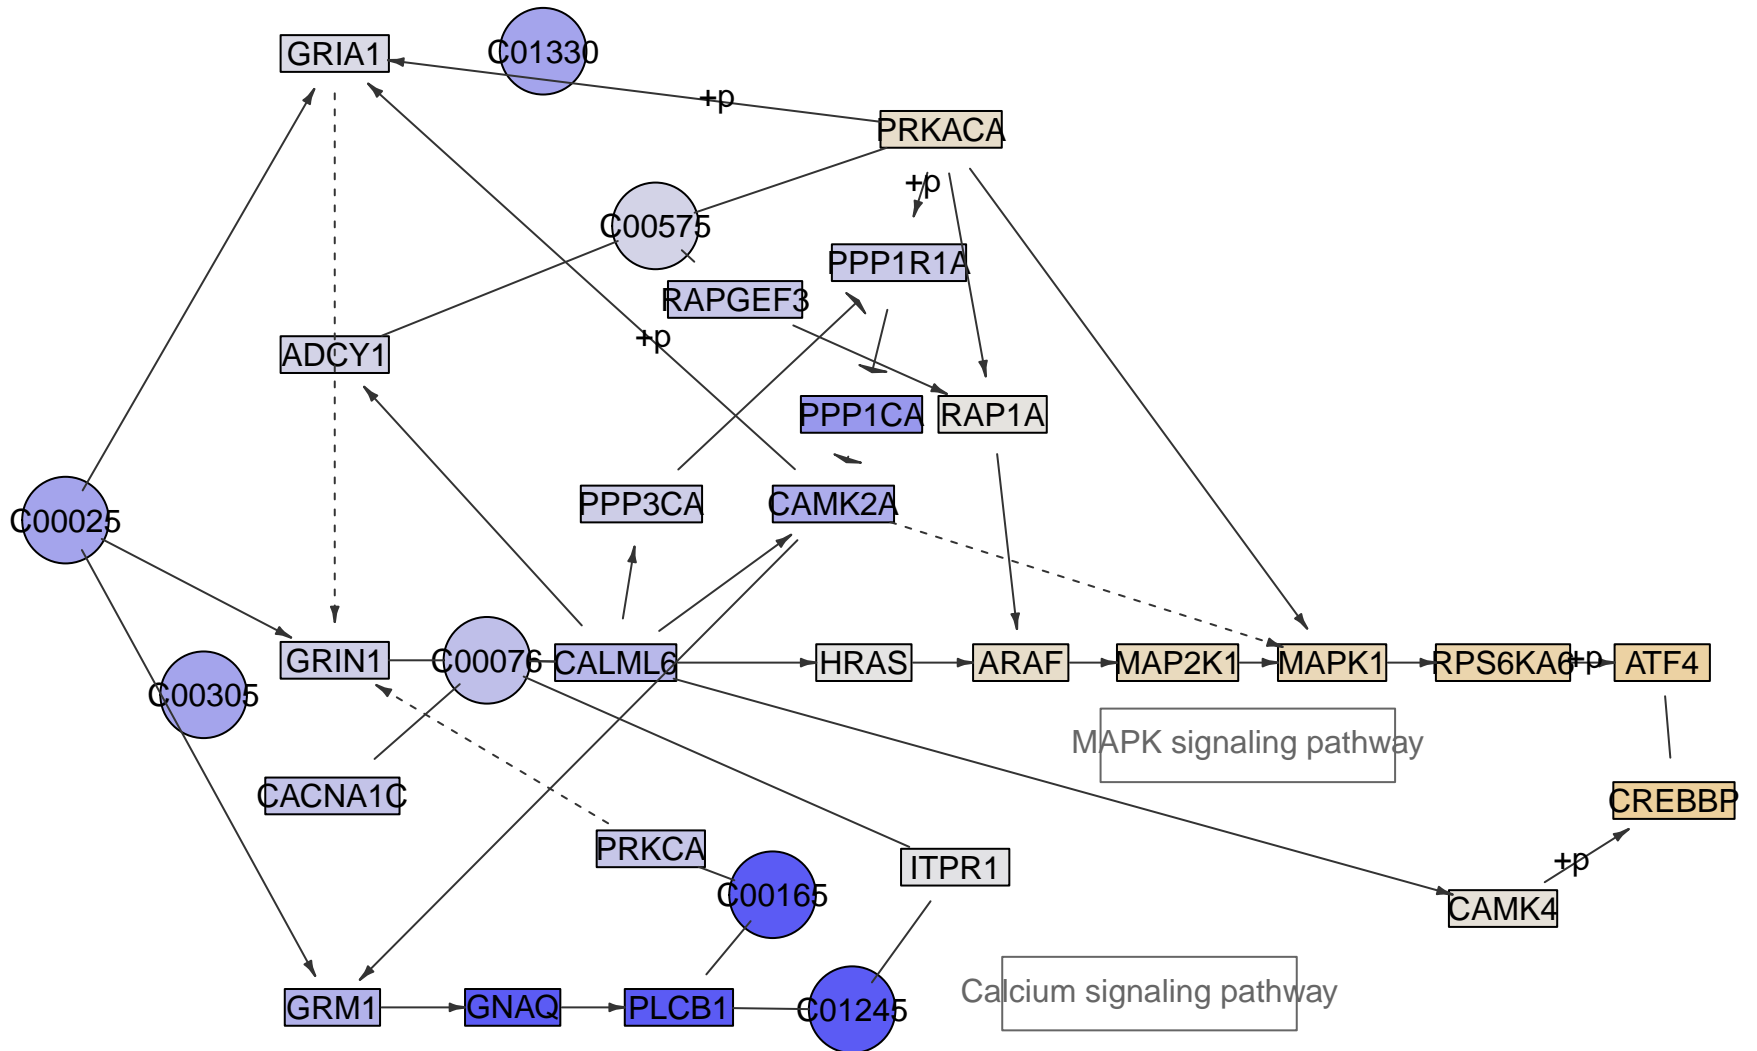 GRIA1
C01330
+p
PRKACA
+p
C00575
PPP1R1A
RAPGEF3
+p
ADCY1
PPP1CA
RAP1A
PPP3CA
CAMK2A
C00025
GRIN1
C00076
CALML6
HRAS
ARAF
MAP2K1
MAPK1
RPS6KA6
+p
ATF4
C00305
MAPK signaling pathway
CACNA1C
CREBBP
PRKCA
ITPR1
+p
C00165
CAMK4
Calcium signaling pathway
GRM1
GNAQ
PLCB1
C01245